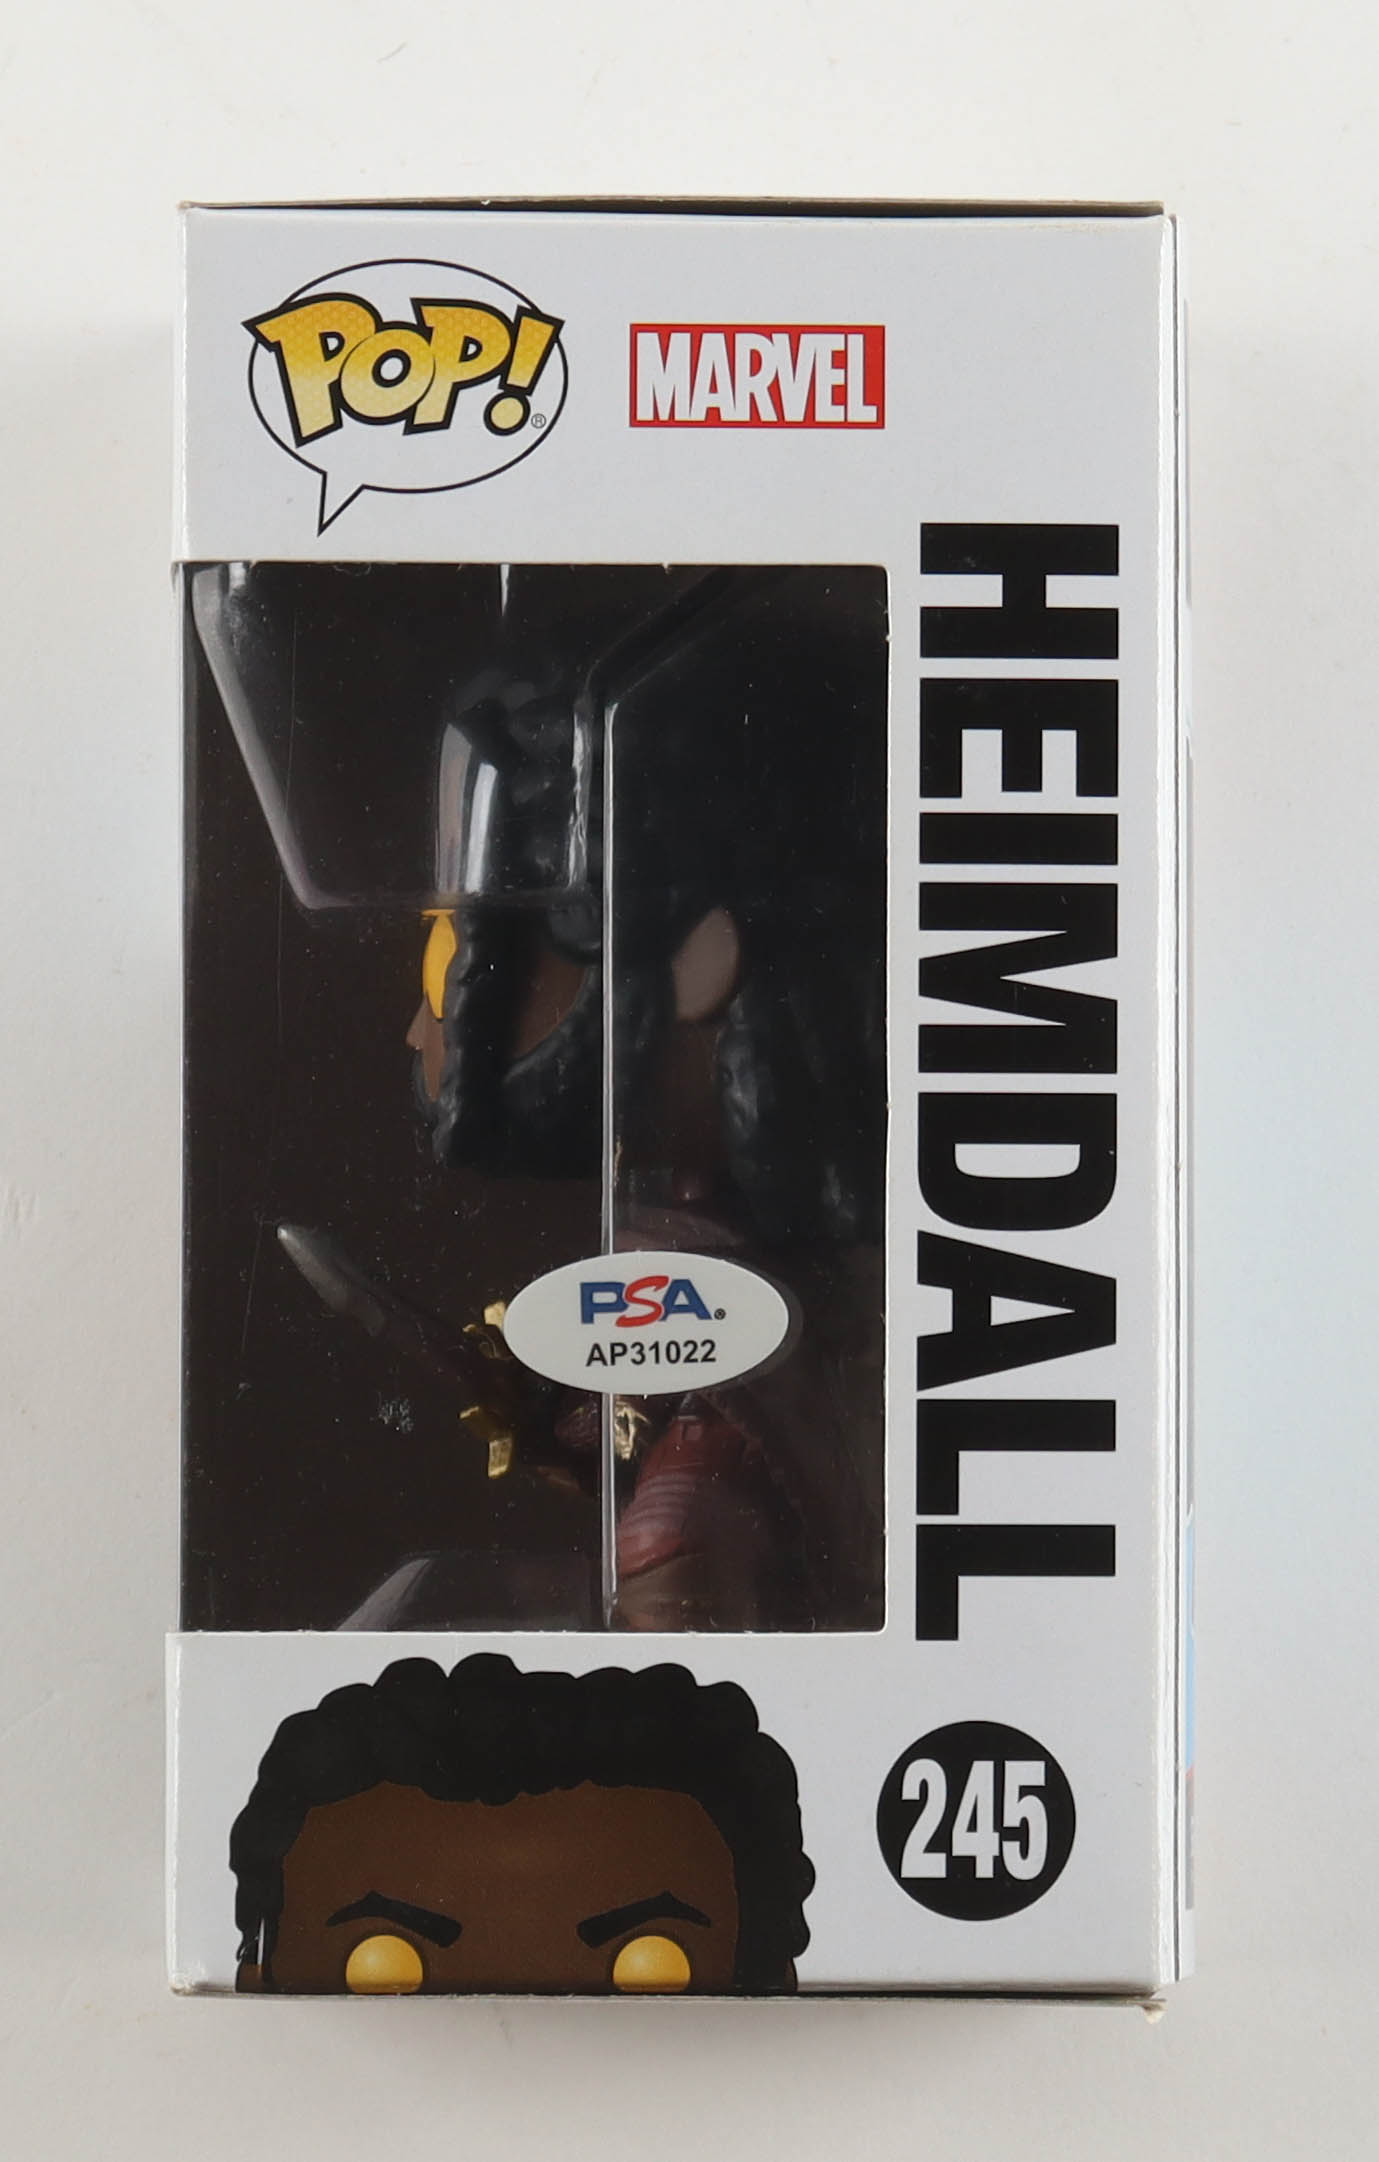 POP!®
MARVEL
HEIMDALL
PSA®
AP31022
245